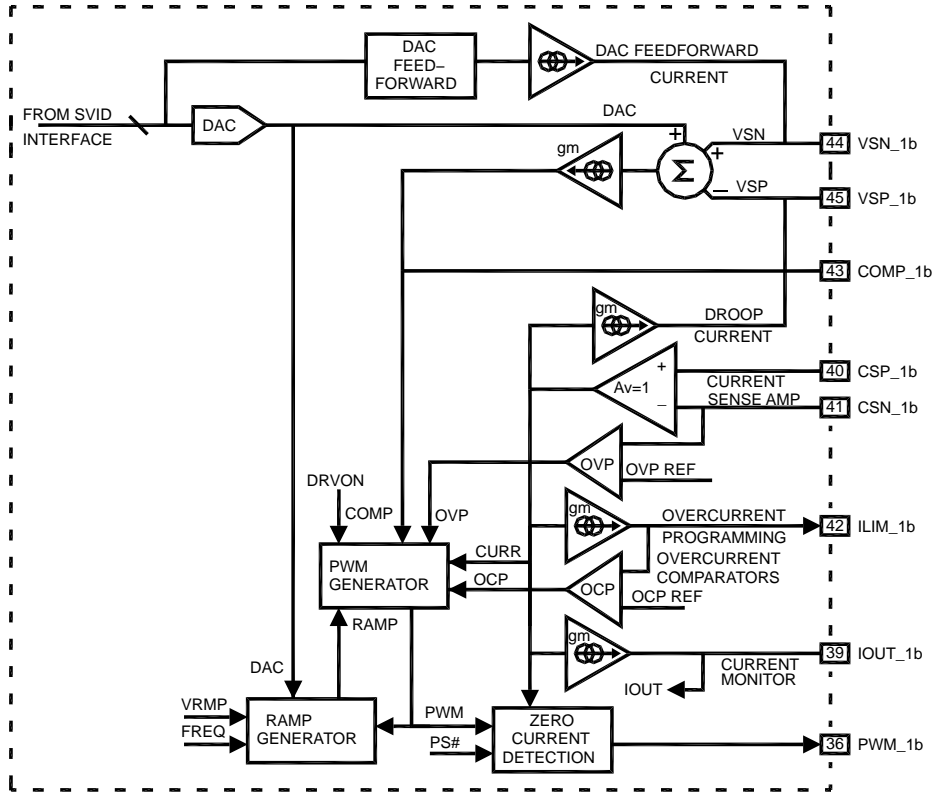 DAC
FEED–
FORWARD
DAC FEEDFORWARD
CURRENT
FROM SVID
INTERFACE
DAC
DAC
+
VSN
44 VSN_1b
gm
Σ
+
– VSP
45 VSP_1b
43 COMP_1b
gm
DROOP
CURRENT
+
40 CSP_1b
Av=1
CURRENT
SENSE AMP
–
41 CSN_1b
OVP
OVP REF
DRVON
COMP
OVP
gm
OVERCURRENT
42 ILIM_1b
PROGRAMMING
OVERCURRENT
COMPARATORS
PWM
GENERATOR
CURR
OCP
OCP
OCP REF
RAMP
gm
39 IOUT_1b
CURRENT
MONITOR
IOUT
DAC
VRMP
FREQ
RAMP
GENERATOR
PWM
PS#
ZERO
CURRENT
DETECTION
36 PWM_1b